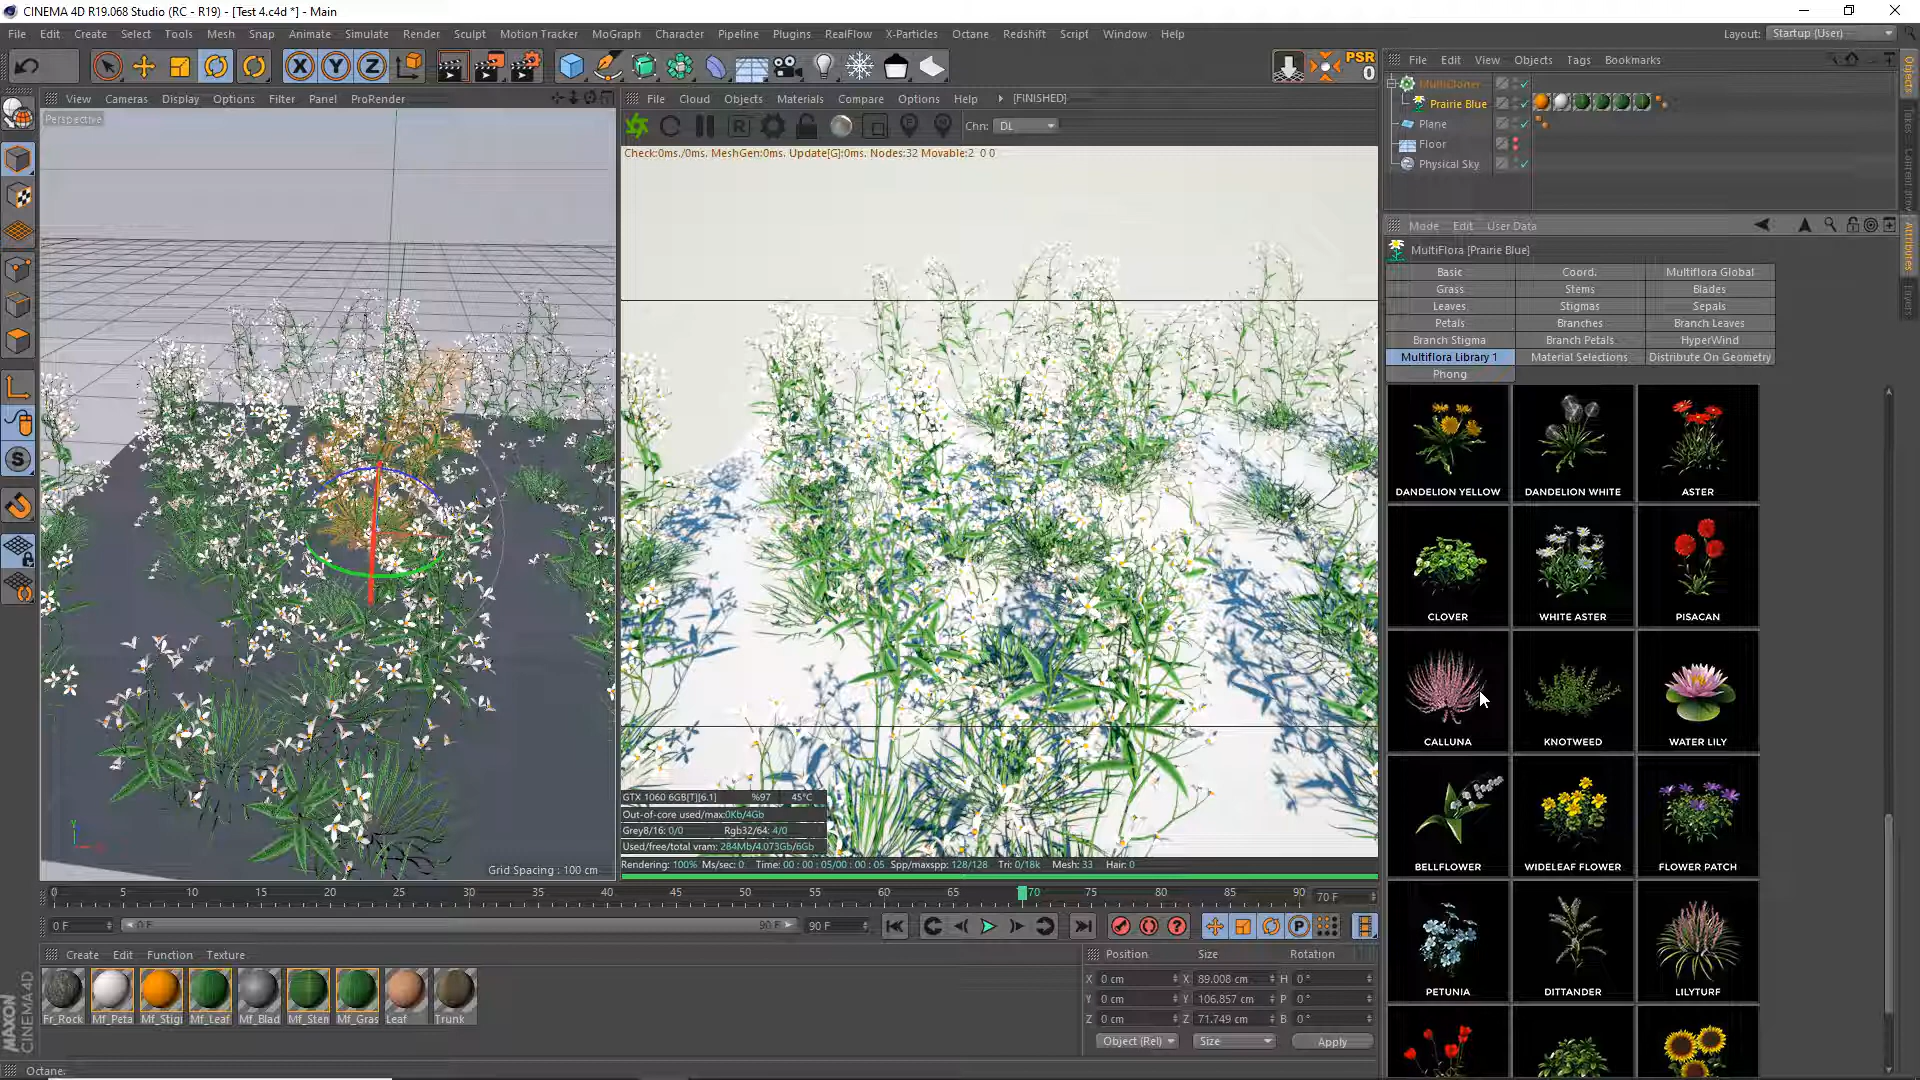 CINEMA 4D R19.068 Studio (RC - R19) - [Test 4.c4d *] - Main
File Edit Create Select Tools Mesh Snap Animate Simulate Render Sculpt Motion Tracker MoGraph Character Pipeline Plugins RealFlow X-Particles Octane Redshift Script Window Help
Layout: Startup (User)
PSR
0
File Edit View Objects Tags Bookmarks
MultiCloner
Prairie Blue
Plane
Floor
Physical Sky
Objects
Takes
Attributes
Layers
View Cameras Display Options Filter Panel ProRender
Perspective
File Cloud Objects Materials Compare Options Help [FINISHED]
R
Chn: DL
Check:0ms./0ms. MeshGen:0ms. Update[G]:0ms. Nodes:32 Movable:2 0 0
Mode Edit User Data
MultiFlora [Prairie Blue]
Basic Coord. Multiflora Global
Grass Stems Blades
Leaves Stigmas Sepals
Petals Branches Branch Leaves
Branch Stigma Branch Petals HyperWind
Multiflora Library 1 Material Selections Distribute On Geometry
Phong
DANDELION YELLOW DANDELION WHITE ASTER
CLOVER WHITE ASTER PISACAN
CALLUNA KNOTWEED WATER LILY
BELLFLOWER WIDELEAF FLOWER FLOWER PATCH
PETUNIA DITTANDER LILYTURF
Y
Grid Spacing : 100 cm
GTX 1060 6GB[T][6.1] %97 45°C
Out-of-core used/max:0Kb/4Gb
Grey8/16: 0/0 Rgb32/64: 4/0
Used/free/total vram: 284Mb/4.073Gb/6Gb
Rendering: 100% Ms/sec: 0 Time: 00 : 00 : 05/00 : 00 : 05 Spp/maxspp: 128/128 Tri: 0/18k Mesh: 33 Hair: 0
0 5 10 15 20 25 30 35 40 45 50 55 60 65 70 75 80 85 90 70 F
0 F 0 F 90 F 90 F
Create Edit Function Texture
Fr_Rock Mf_Peta Mf_Stigi Mf_Leaf Mf_Blad Mf_Sten Mf_Gras Leaf Trunk
Position Size Rotation
X 0 cm X 89.008 cm H 0°
Y 0 cm Y 106.857 cm P 0°
Z 0 cm Z 71.749 cm B 0°
Object (Rel) Size Apply
MAXON
CINEMA 4D
Octane: